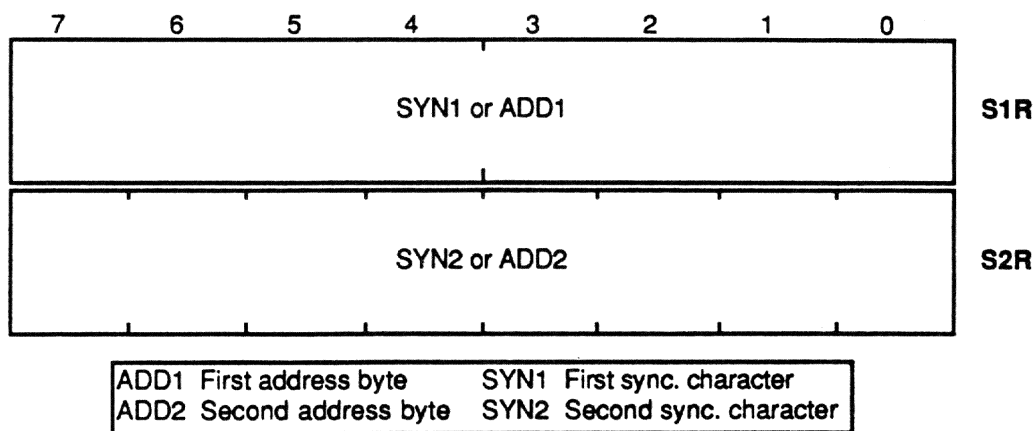 7 6 5 4 3 2 1 0
SYN1 or ADD1 S1R
SYN2 or ADD2 S2R
ADD1 First address byte SYN1 First sync. character
ADD2 Second address byte SYN2 Second sync. character